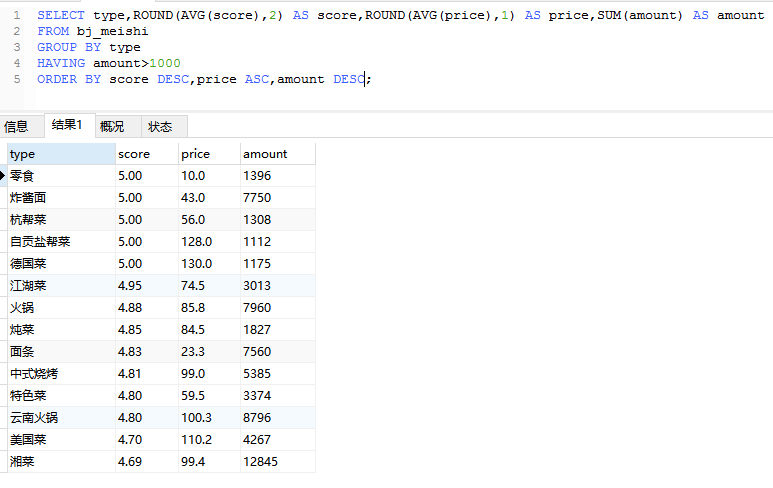 1 SELECT type,ROUND(AVG(score),2) AS score,ROUND(AVG(price),1) AS price,SUM(amount) AS amount
2 FROM bj_meishi
3 GROUP BY type
4 HAVING amount>1000
5 ORDER BY score DESC,price ASC,amount DESC;
信息 结果1 概况 状态
type score price amount
零食 5.00 10.0 1396
炸酱面 5.00 43.0 7750
杭帮菜 5.00 56.0 1308
自贡盐帮菜 5.00 128.0 1112
德国菜 5.00 130.0 1175
江湖菜 4.95 74.5 3013
火锅 4.88 85.8 7960
炖菜 4.85 84.5 1827
面条 4.83 23.3 7560
中式烧烤 4.81 99.0 5385
特色菜 4.80 59.5 3374
云南火锅 4.80 100.3 8796
美国菜 4.70 110.2 4267
湘菜 4.69 99.4 12845